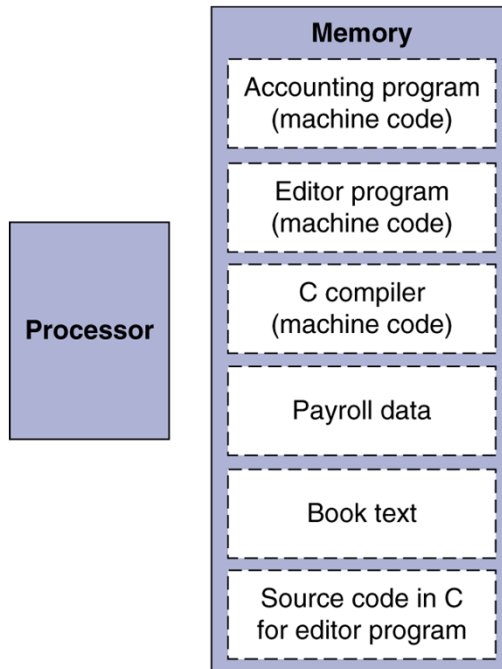 Memory
Accounting program
(machine code)
Editor program
(machine code)
Processor
C compiler
(machine code)
Payroll data
Book text
Source code in C
for editor program